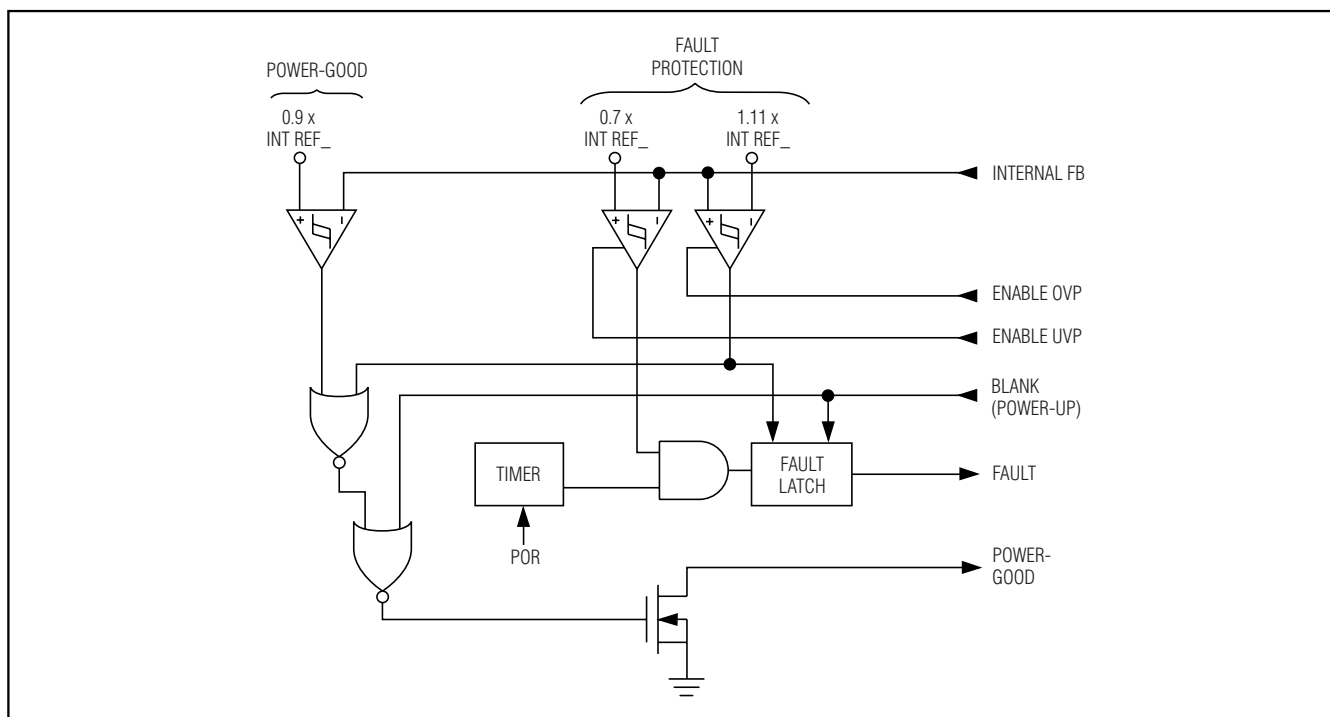 POWER-GOOD
FAULT
PROTECTION
0.9 x
INT REF_
0.7 x
INT REF_
1.11 x
INT REF_
INTERNAL FB
+ –
+ –
+ –
ENABLE OVP
ENABLE UVP
BLANK
(POWER-UP)
TIMER
FAULT
LATCH
FAULT
POR
POWER-
GOOD